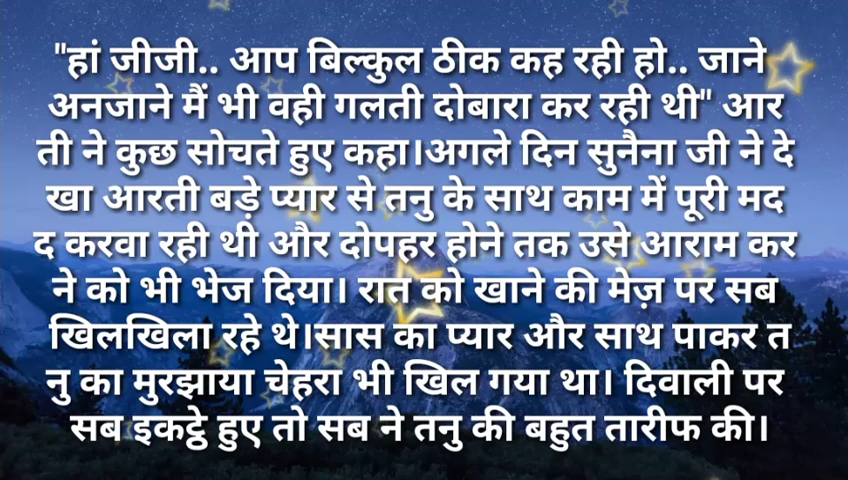 "हां जीजी.. आप बिल्कुल ठीक कह रही हो.. जाने
अनजाने मैं भी वही गलती दोबारा कर रही थी" आर
ती ने कुछ सोचते हुए कहा।अगले दिन सुनैना जी ने दे
खा आरती बड़े प्यार से तनु के साथ काम में पूरी मद
द करवा रही थी और दोपहर होने तक उसे आराम कर
ने को भी भेज दिया। रात को खाने की मेज़ पर सब
खिलखिला रहे थे।सास का प्यार और साथ पाकर त
नु का मुरझाया चेहरा भी खिल गया था। दिवाली पर
सब इकट्ठे हुए तो सब ने तनु की बहुत तारीफ की।